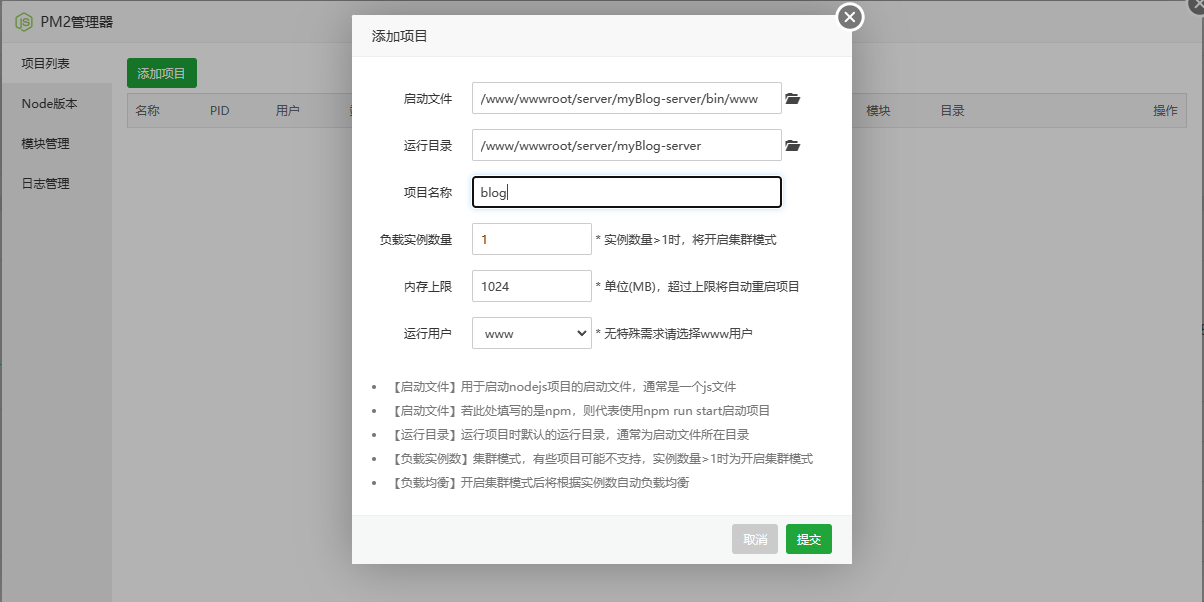 PM2管理器
项目列表
Node版本
模块管理
日志管理
添加项目
名称 PID 用户 模块 目录 操作
添加项目
启动文件 /www/wwwroot/server/myBlog-server/bin/www
运行目录 /www/wwwroot/server/myBlog-server
项目名称 blog
负载实例数量 1 * 实例数量>1时，将开启集群模式
内存上限 1024 * 单位(MB)，超过上限将自动重启项目
运行用户 www * 无特殊需求请选择www用户
• 【启动文件】用于启动nodejs项目的启动文件，通常是一个js文件
• 【启动文件】若此处填写的是npm，则代表使用npm run start启动项目
• 【运行目录】运行项目时默认的运行目录，通常为启动文件所在目录
• 【负载实例数】集群模式，有些项目可能不支持，实例数量>1时为开启集群模式
• 【负载均衡】开启集群模式后将根据实例数自动负载均衡
取消 提交